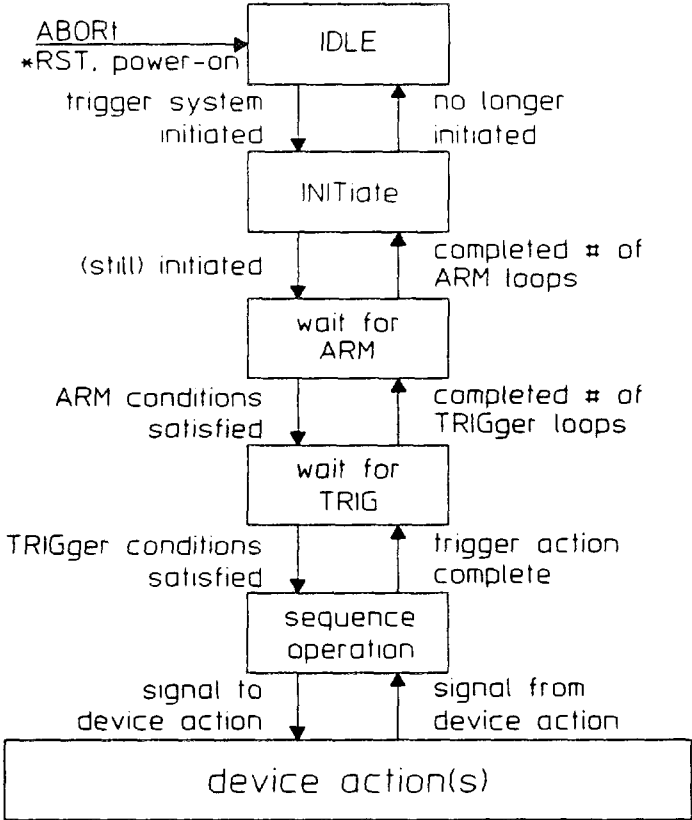 ABORt
*RST, power-on
IDLE
trigger system
initiated
no longer
initiated
INITiate
(still) initiated
completed # of
ARM loops
wait for
ARM
ARM conditions
satisfied
completed # of
TRIGger loops
wait for
TRIG
TRIGger conditions
satisfied
trigger action
complete
sequence
operation
signal to
device action
signal from
device action
device action(s)